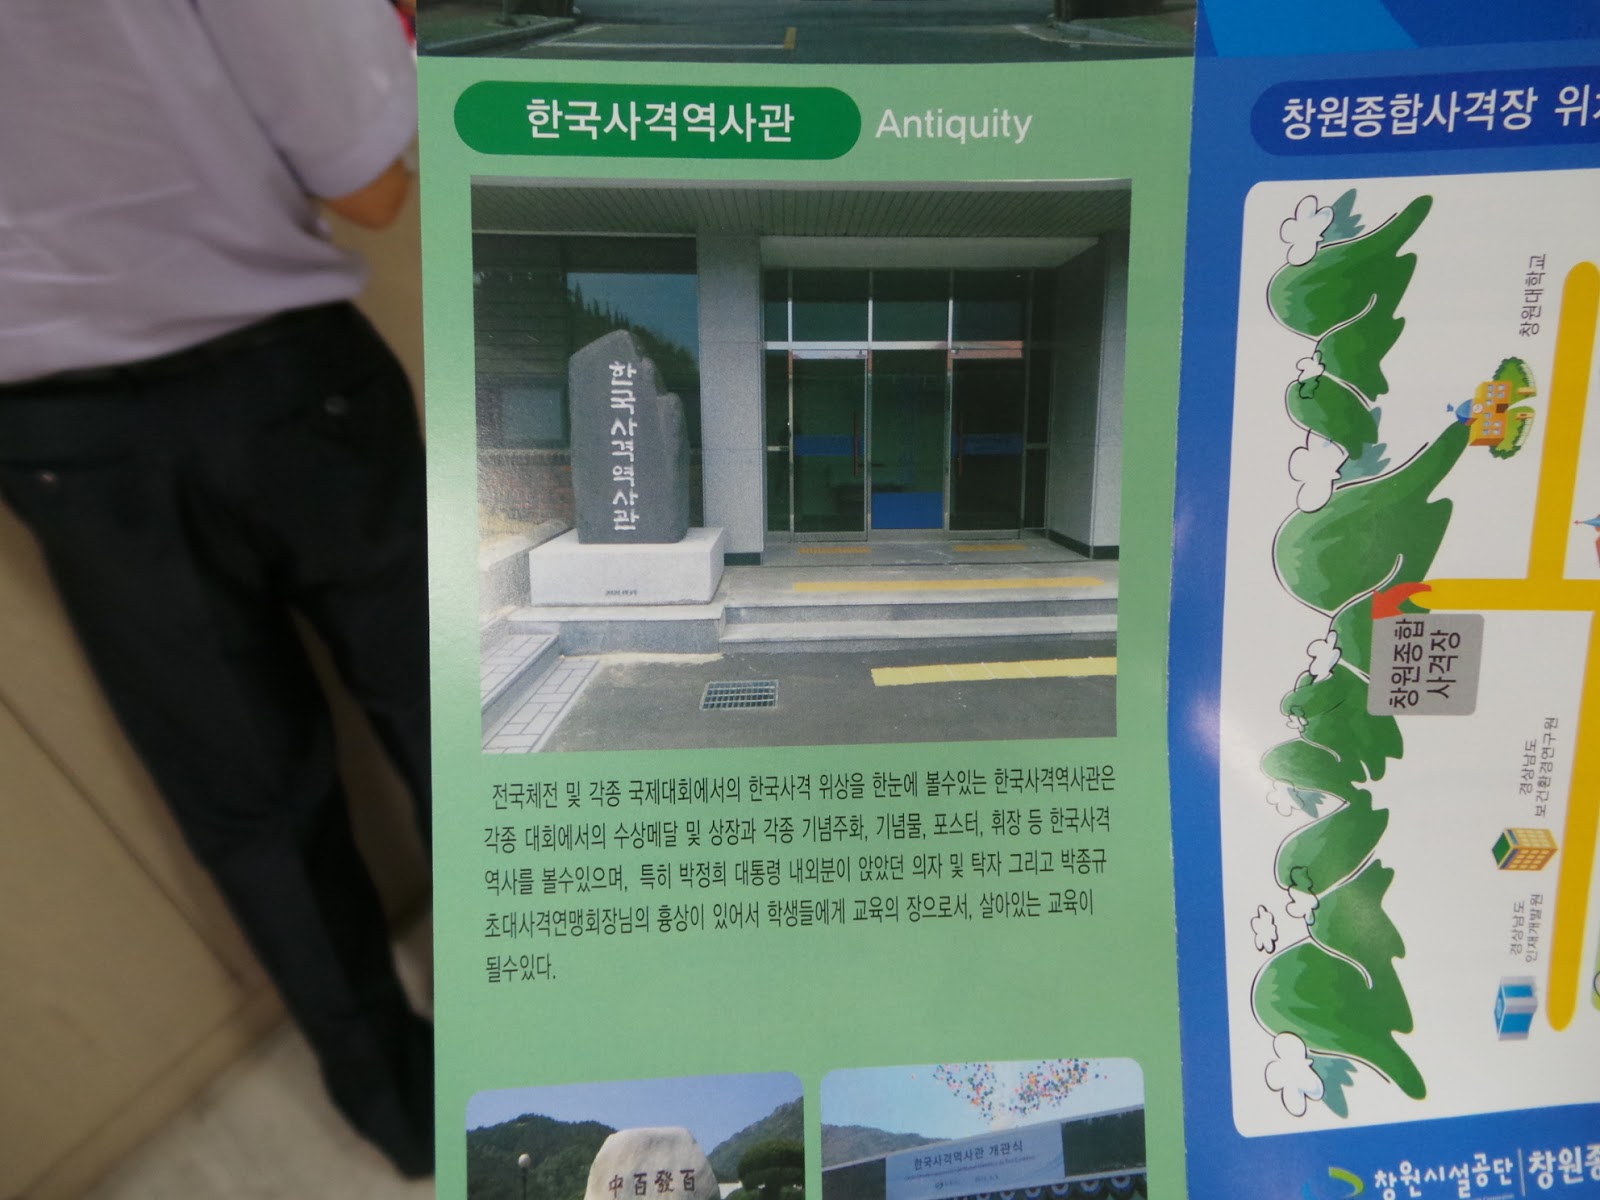 한국사격역사관 Antiquity
한국사격역사관
전국체전 및 각종 국제대회에서의 한국사격 위상을 한눈에 볼수있는 한국사격역사관은
각종 대회에서의 수상메달 및 상장과 각종 기념주화, 기념물, 포스터, 휘장 등 한국사격
역사를 볼수있으며, 특히 박정희 대통령 내외분이 앉았던 의자 및 탁자 그리고 박종규
초대사격연맹회장님의 흉상이 있어서 학생들에게 교육의 장으로서, 살아있는 교육이
될수있다.
中百發百
한국사격역사관 개관식
창원종합사격장
창원대학교
창원종합
사격장
경상남도
보건환경연구원
경상남도
인재개발원
창원시설공단